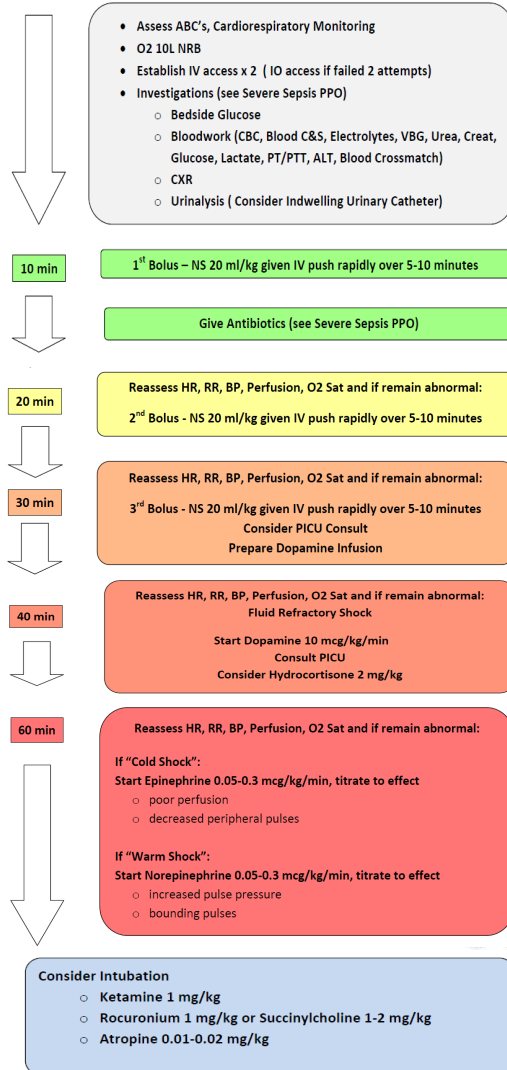 • Assess ABC's, Cardiorespiratory Monitoring
• O2 10L NRB
• Establish IV access x 2 ( IO access if failed 2 attempts)
• Investigations (see Severe Sepsis PPO)
o Bedside Glucose
o Bloodwork (CBC, Blood C&S, Electrolytes, VBG, Urea, Creat,
Glucose, Lactate, PT/PTT, ALT, Blood Crossmatch)
o CXR
o Urinalysis ( Consider Indwelling Urinary Catheter)
10 min
1st Bolus – NS 20 ml/kg given IV push rapidly over 5-10 minutes
Give Antibiotics (see Severe Sepsis PPO)
20 min
Reassess HR, RR, BP, Perfusion, O2 Sat and if remain abnormal:
2nd Bolus - NS 20 ml/kg given IV push rapidly over 5-10 minutes
30 min
Reassess HR, RR, BP, Perfusion, O2 Sat and if remain abnormal:
3rd Bolus - NS 20 ml/kg given IV push rapidly over 5-10 minutes
Consider PICU Consult
Prepare Dopamine Infusion
40 min
Reassess HR, RR, BP, Perfusion, O2 Sat and if remain abnormal:
Fluid Refractory Shock
Start Dopamine 10 mcg/kg/min
Consult PICU
Consider Hydrocortisone 2 mg/kg
60 min
Reassess HR, RR, BP, Perfusion, O2 Sat and if remain abnormal:
If "Cold Shock":
Start Epinephrine 0.05-0.3 mcg/kg/min, titrate to effect
o poor perfusion
o decreased peripheral pulses
If "Warm Shock":
Start Norepinephrine 0.05-0.3 mcg/kg/min, titrate to effect
o increased pulse pressure
o bounding pulses
Consider Intubation
o Ketamine 1 mg/kg
o Rocuronium 1 mg/kg or Succinylcholine 1-2 mg/kg
o Atropine 0.01-0.02 mg/kg